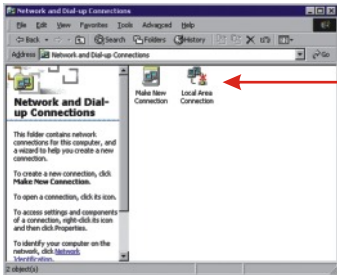 Network and Dial-up Connections
File Edit View Favorites Tools Advanced Help
Back Search Folders History
Address Network and Dial-up Connections Go
Make New Connection
Local Area Connection
Network and Dial-up Connections
This folder contains network
connections for this computer, and
a wizard to help you create a new
connection.
To create a new connection, click
Make New Connection.
To open a connection, click its icon.
To access settings and components
of a connection, right-click its icon
and then click Properties.
To identify your computer on the
network, click Network
Identification.
2 object(s)